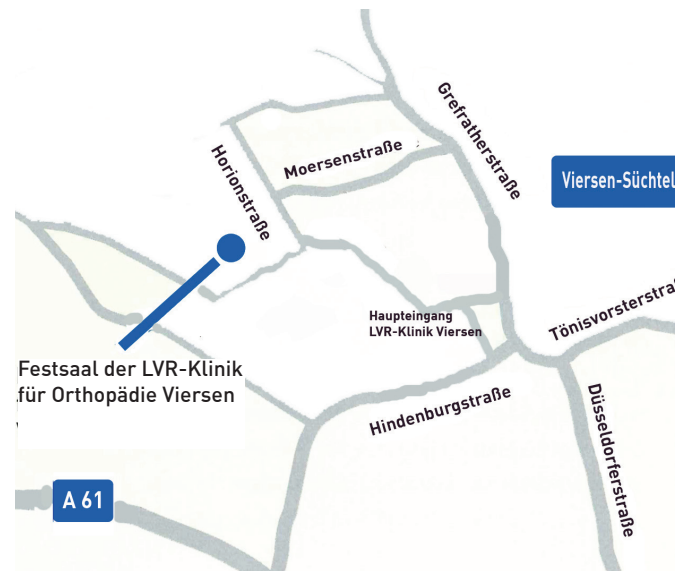 Grefratherstraße
Moersenstraße
Horionstraße
Viersen-Süchtel
Haupteingang
LVR-Klinik Viersen
Tönisvorsterstraß
Festsaal der LVR-Klinik
für Orthopädie Viersen
Hindenburgstraße
Düsseldorferstraße
A 61